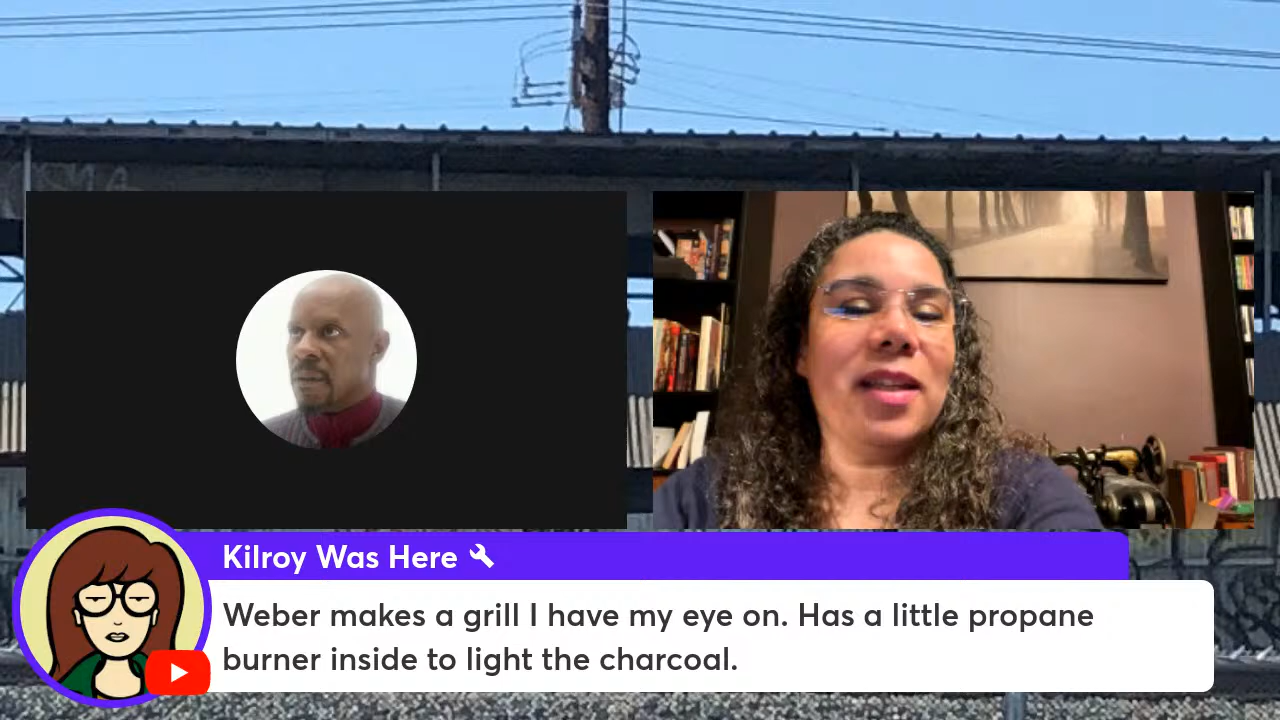 Kilroy Was Here
Weber makes a grill I have my eye on. Has a little propane
burner inside to light the charcoal.